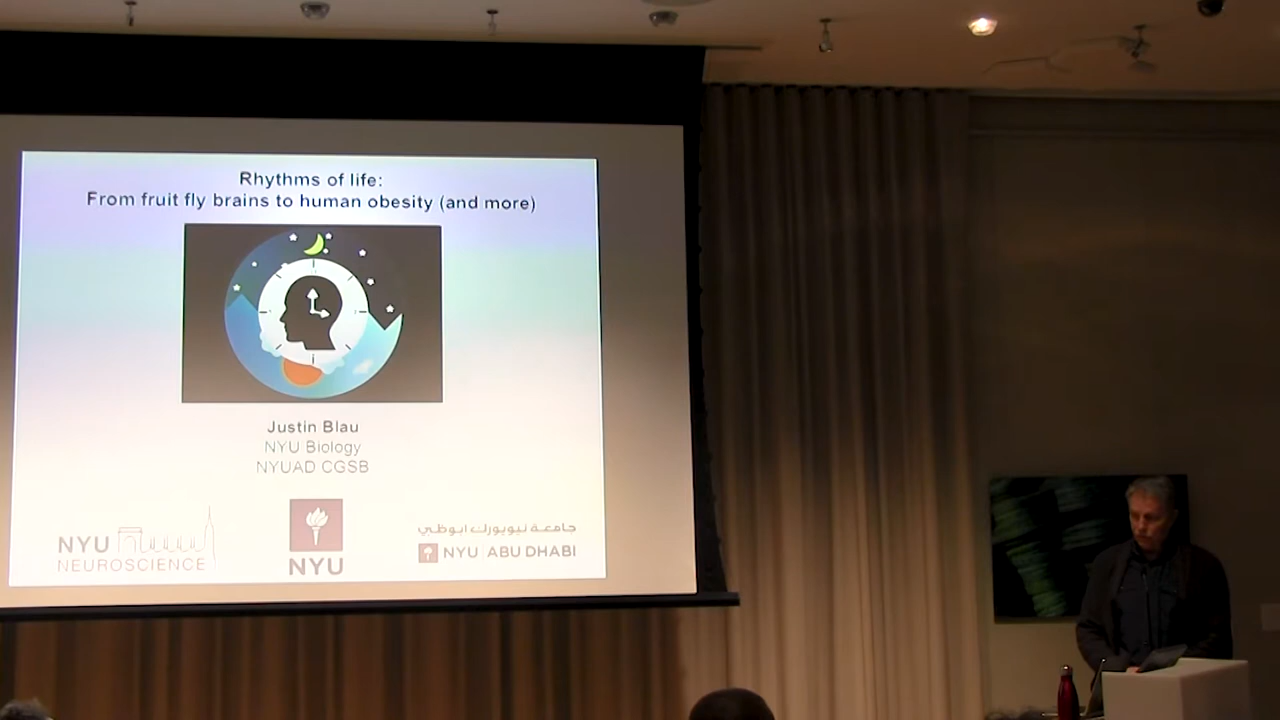 Rhythms of life:
From fruit fly brains to human obesity (and more)
Justin Blau
NYU Biology
NYUAD CGSB
NYU
NEUROSCIENCE
NYU
جامعة نيويورك أبوظبي
NYU ABU DHABI